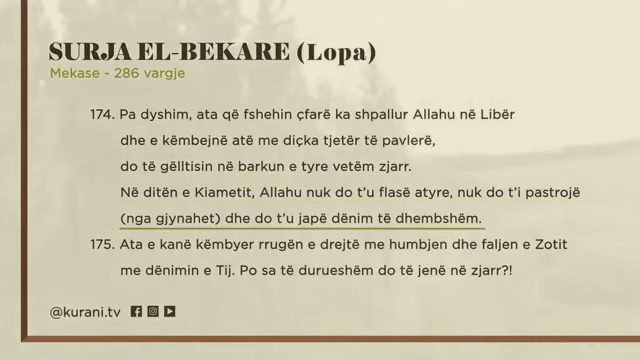 SURJA EL-BEKARE (Lopa)
Mekase - 286 vargje
174. Pa dyshim, ata që fshehin çfarë ka shpallur Allahu në Libër
dhe e këmbejnë atë me diçka tjetër të pavlerë,
do të gëlltisin në barkun e tyre vetëm zjarr.
Në ditën e Kiametit, Allahu nuk do t'u flasë atyre, nuk do t'i pastrojë
(nga gjynahet) dhe do t'u japë dënim të dhembshëm.
175. Ata e kanë këmbyer rrugën e drejtë me humbjen dhe faljen e Zotit
me dënimin e Tij. Po sa të durueshëm do të jenë në zjarr?!
@kurani.tv